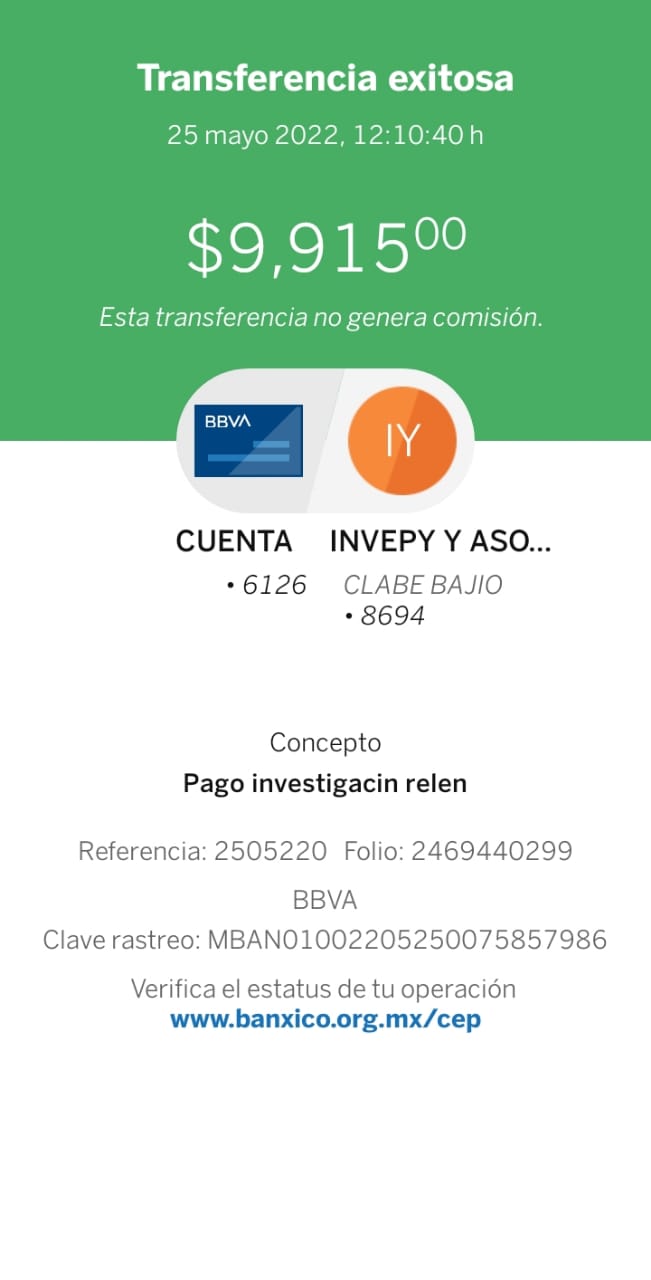 Transferencia exitosa
25 mayo 2022, 12:10:40 h
$9,915⁰⁰
Esta transferencia no genera comisión.
BBVA
IY
CUENTA
• 6126
INVEPY Y ASO...
CLABE BAJIO
• 8694
Concepto
Pago investigacin relen
Referencia: 2505220 Folio: 2469440299
BBVA
Clave rastreo: MBAN01002205250075857986
Verifica el estatus de tu operación
www.banxico.org.mx/cep